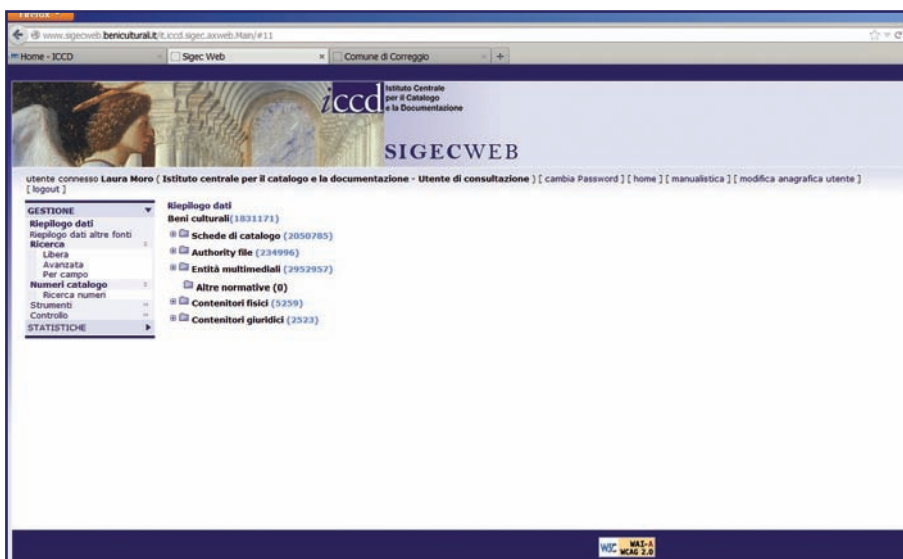 Firefox
www.sigecweb.beniculturali.it/it.iccd.sigec.axweb.Main/#11
Home - ICCD
Sigec Web
Comune di Correggio
iccd
Istituto Centrale
per il Catalogo
e la Documentazione
SIGECWEB
utente connesso Laura Moro ( Istituto centrale per il catalogo e la documentazione - Utente di consultazione ) [ cambia Password ] [ home ] [ manualistica ] [ modifica anagrafica utente ]
[ logout ]
GESTIONE
Riepilogo dati
Riepilogo dati altre fonti
Ricerca
Libera
Avanzata
Per campo
Numeri catalogo
Ricerca numeri
Strumenti
Controllo
STATISTICHE
Riepilogo dati
Beni culturali(1831171)
Schede di catalogo (2050785)
Authority file (234996)
Entità multimediali (2952957)
Altre normative (0)
Contenitori fisici (5259)
Contenitori giuridici (2523)
W3C WAI-A
WCAG 2.0